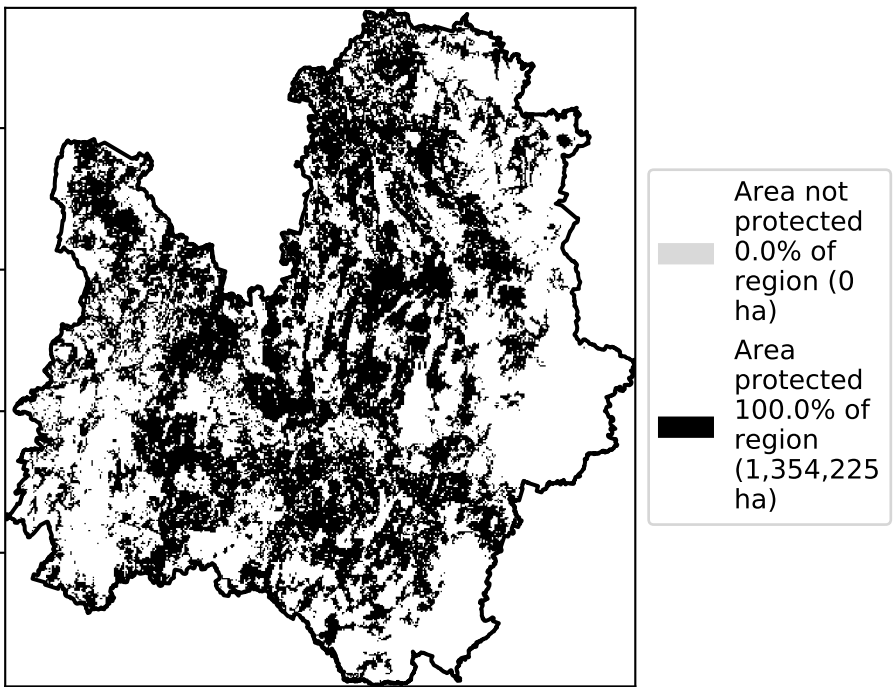 Area not
protected
0.0% of
region (0
ha)
Area
protected
100.0% of
region
(1,354,225
ha)